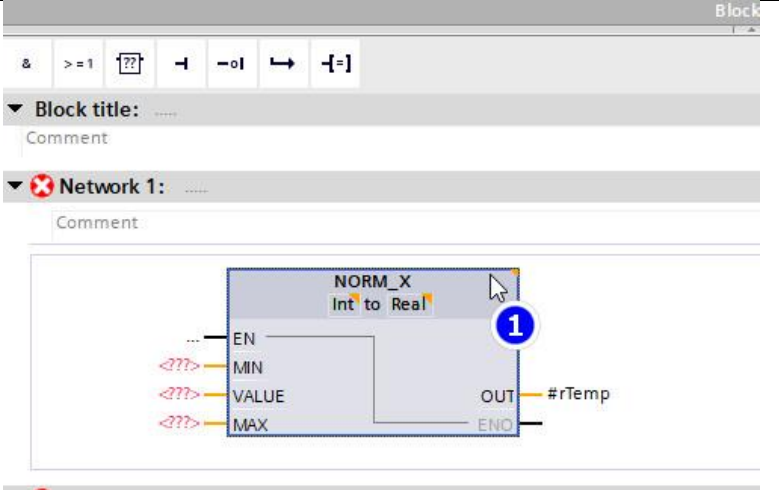 Block
& >=1 ?? -o| -[=]
Block title: .....
Comment
Network 1: .....
Comment
NORM_X
Int to Real
1
... EN
<???> MIN
<???> VALUE OUT #rTemp
<???> MAX ENO